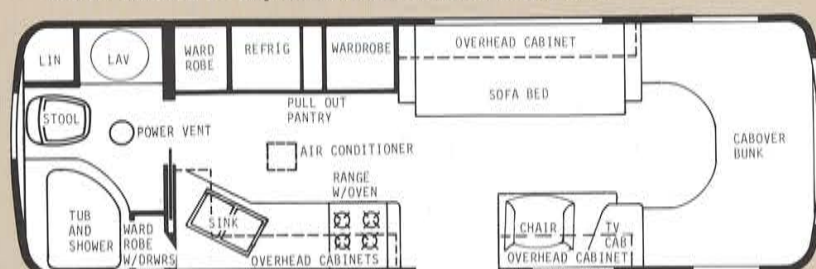 LIN
LAV
WARD
ROBE
REFRIG
WARDROBE
OVERHEAD CABINET
SOFA BED
PULL OUT
PANTRY
STOOL
POWER VENT
AIR CONDITIONER
CABOVER
BUNK
RANGE
W/OVEN
TUB
AND
SHOWER
WARD
ROBE
W/DRWRS
SINK
OVERHEAD CABINETS
CHAIR
TV
CABT
OVERHEAD CABINET